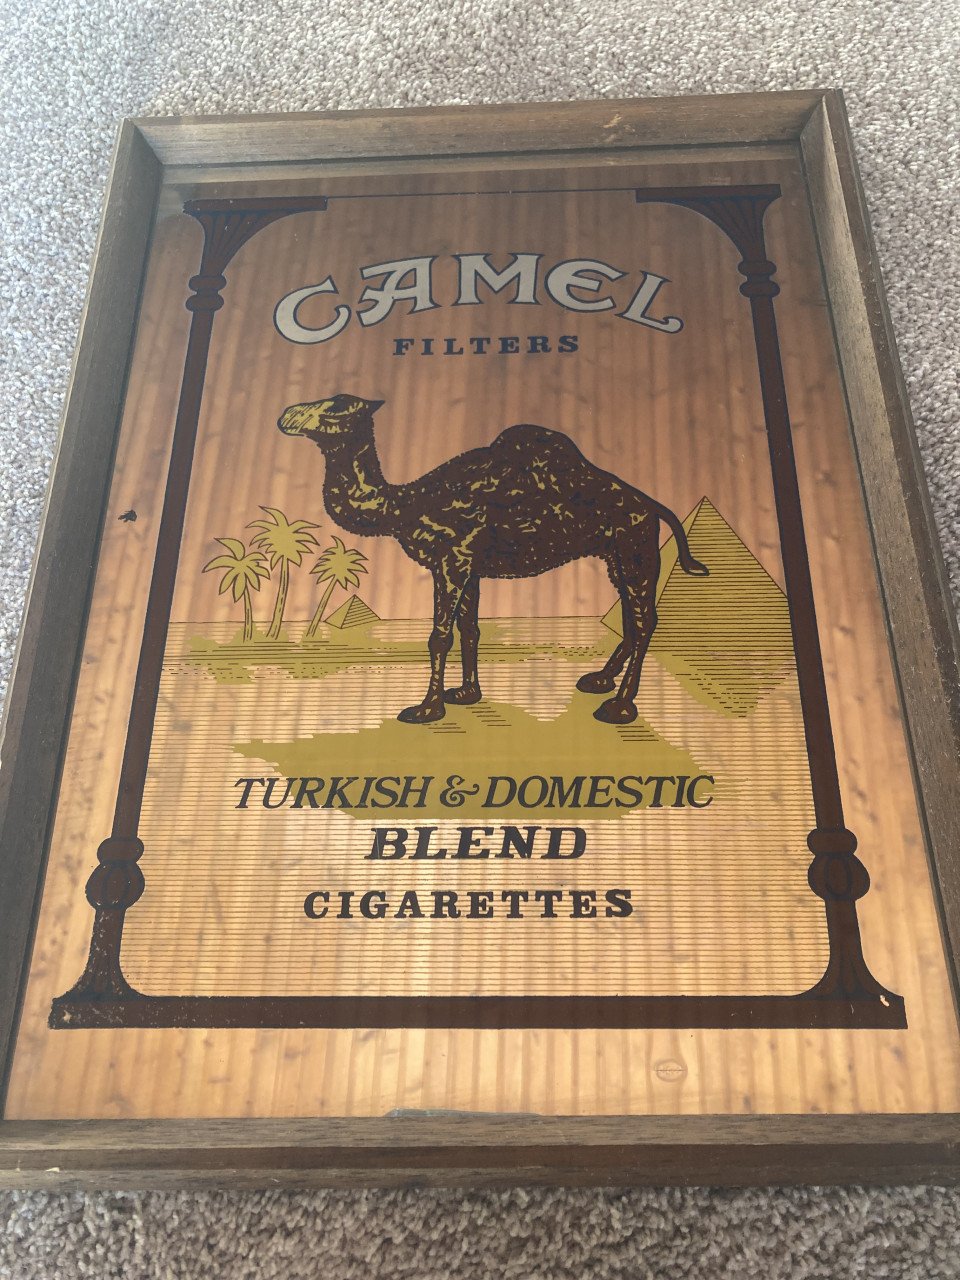 CAMEL
FILTERS
TURKISH & DOMESTIC
BLEND
CIGARETTES